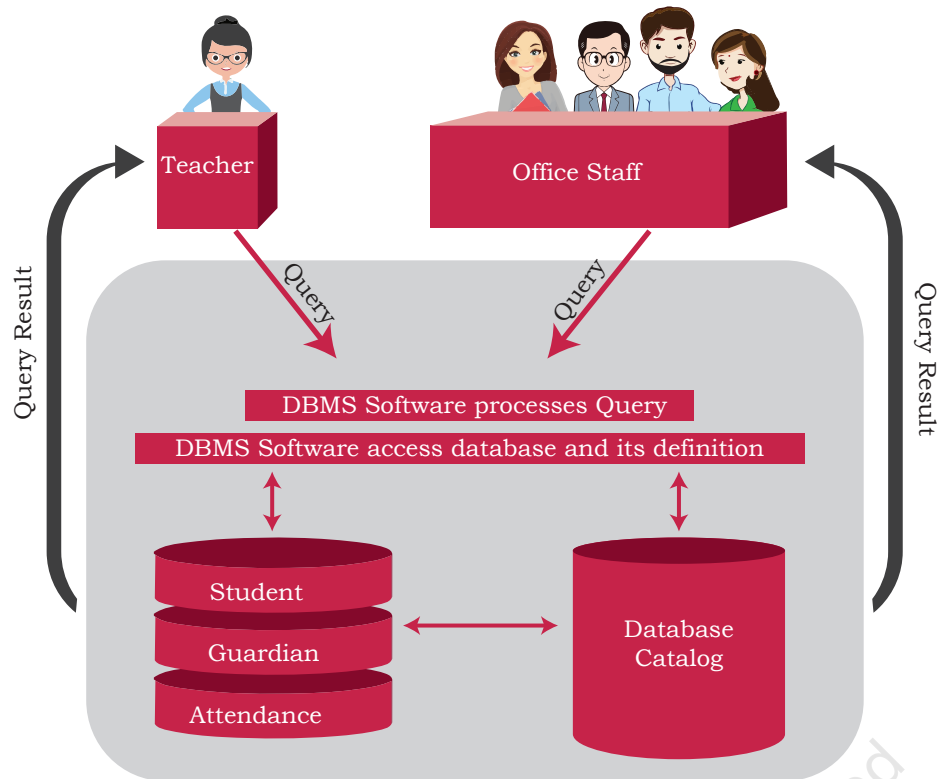 Teacher
Office Staff
Query
Query
Query Result
Query Result
DBMS Software processes Query
DBMS Software access database and its definition
Student
Guardian
Attendance
Database
Catalog